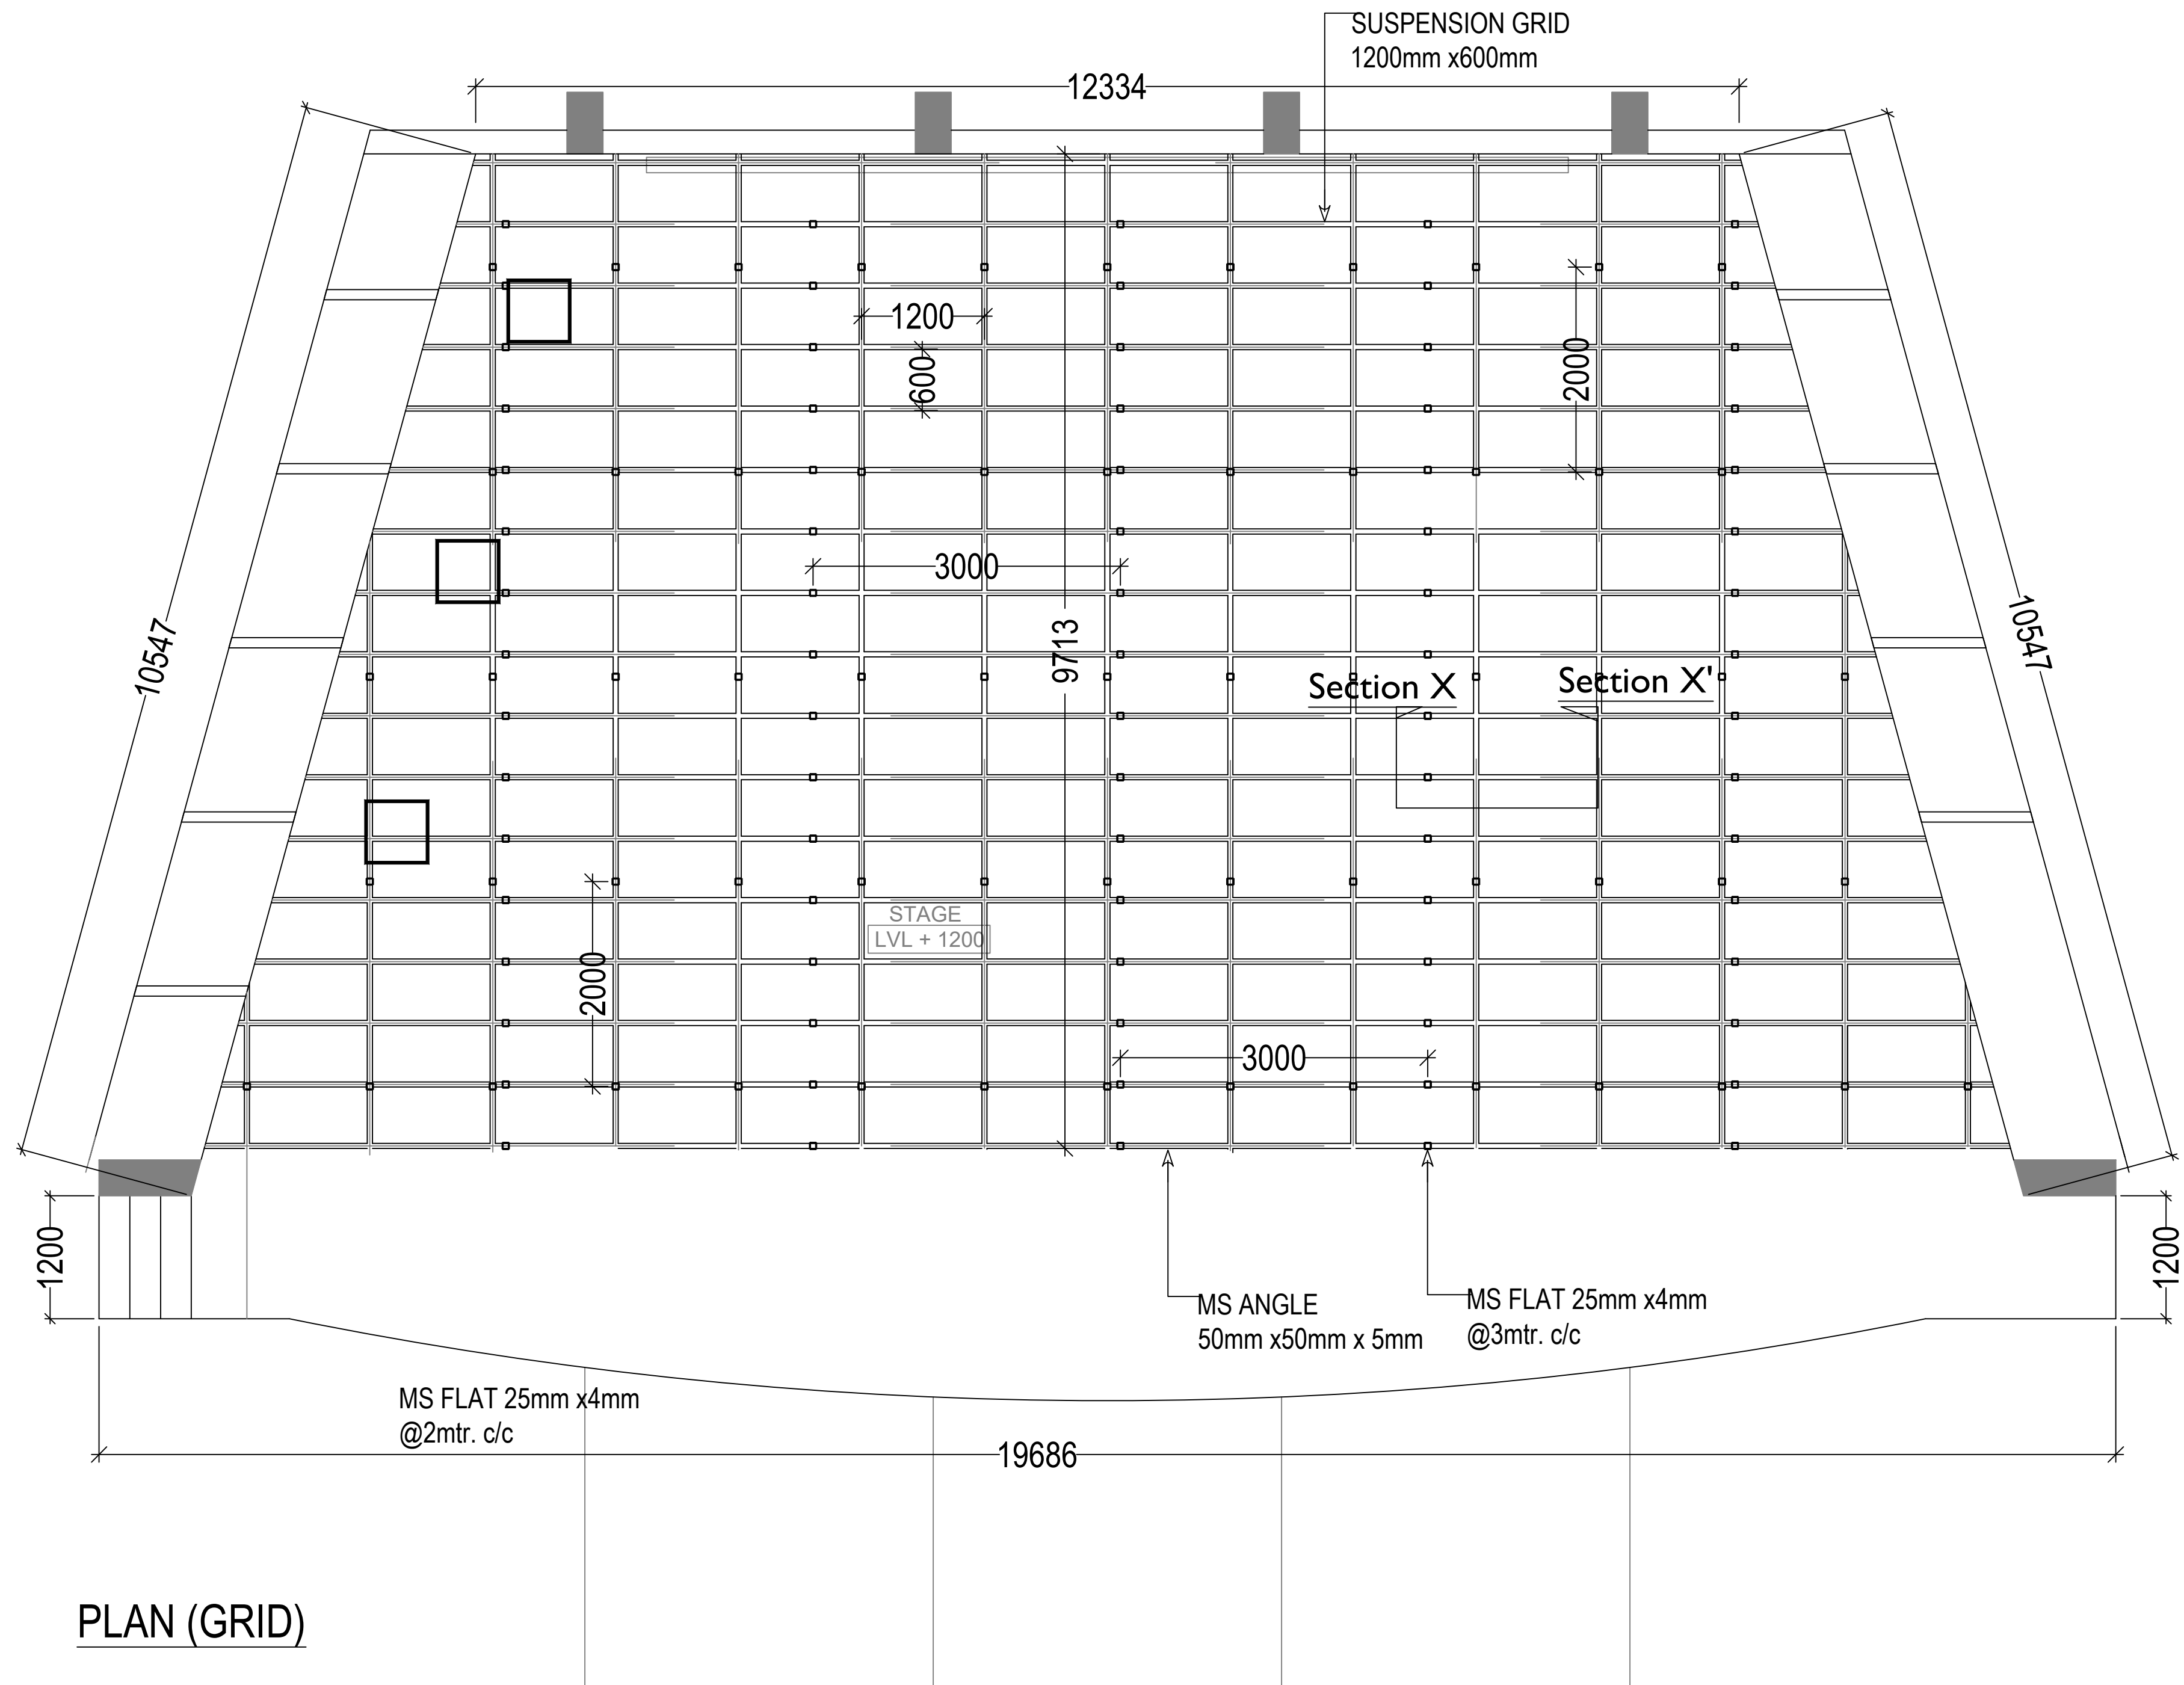 SUSPENSION GRID
1200mm x600mm
12334
1200
600
2000
3000
10547
9713
10547
Section X
Section X'
STAGE
LVL + 1200
2000
3000
1200
1200
MS ANGLE
50mm x50mm x 5mm
MS FLAT 25mm x4mm
@3mtr. c/c
MS FLAT 25mm x4mm
@2mtr. c/c
19686
PLAN (GRID)